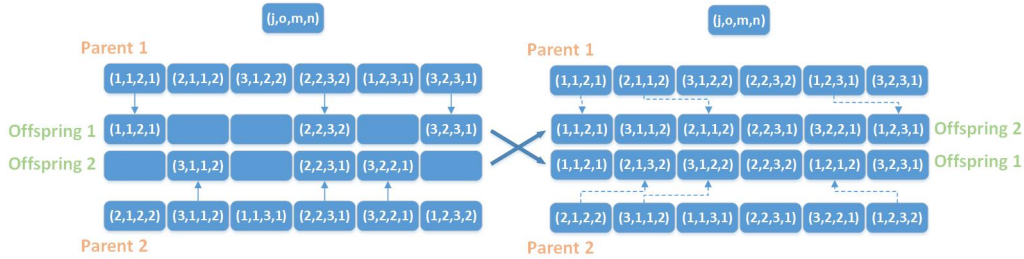 (j,o,m,n)
Parent 1
(1,1,2,1) (2,1,1,2) (3,1,2,2) (2,2,3,2) (1,2,3,1) (3,2,3,1)
Offspring 1 (1,1,2,1) (2,2,3,2) (3,2,3,1)
Offspring 2 (3,1,1,2) (2,2,3,1) (3,2,2,1)
(2,1,2,2) (3,1,1,2) (1,1,3,1) (2,2,3,1) (3,2,2,1) (1,2,3,2)
Parent 2
(j,o,m,n)
Parent 1
(1,1,2,1) (2,1,1,2) (3,1,2,2) (2,2,3,2) (1,2,3,1) (3,2,3,1)
(1,1,2,1) (3,1,1,2) (2,1,1,2) (2,2,3,1) (3,2,2,1) (1,2,3,1) Offspring 2
(1,1,2,1) (2,1,3,2) (3,1,2,2) (2,2,3,2) (1,2,1,2) (3,2,3,1) Offspring 1
(2,1,2,2) (3,1,1,2) (1,1,3,1) (2,2,3,1) (3,2,2,1) (1,2,3,2)
Parent 2